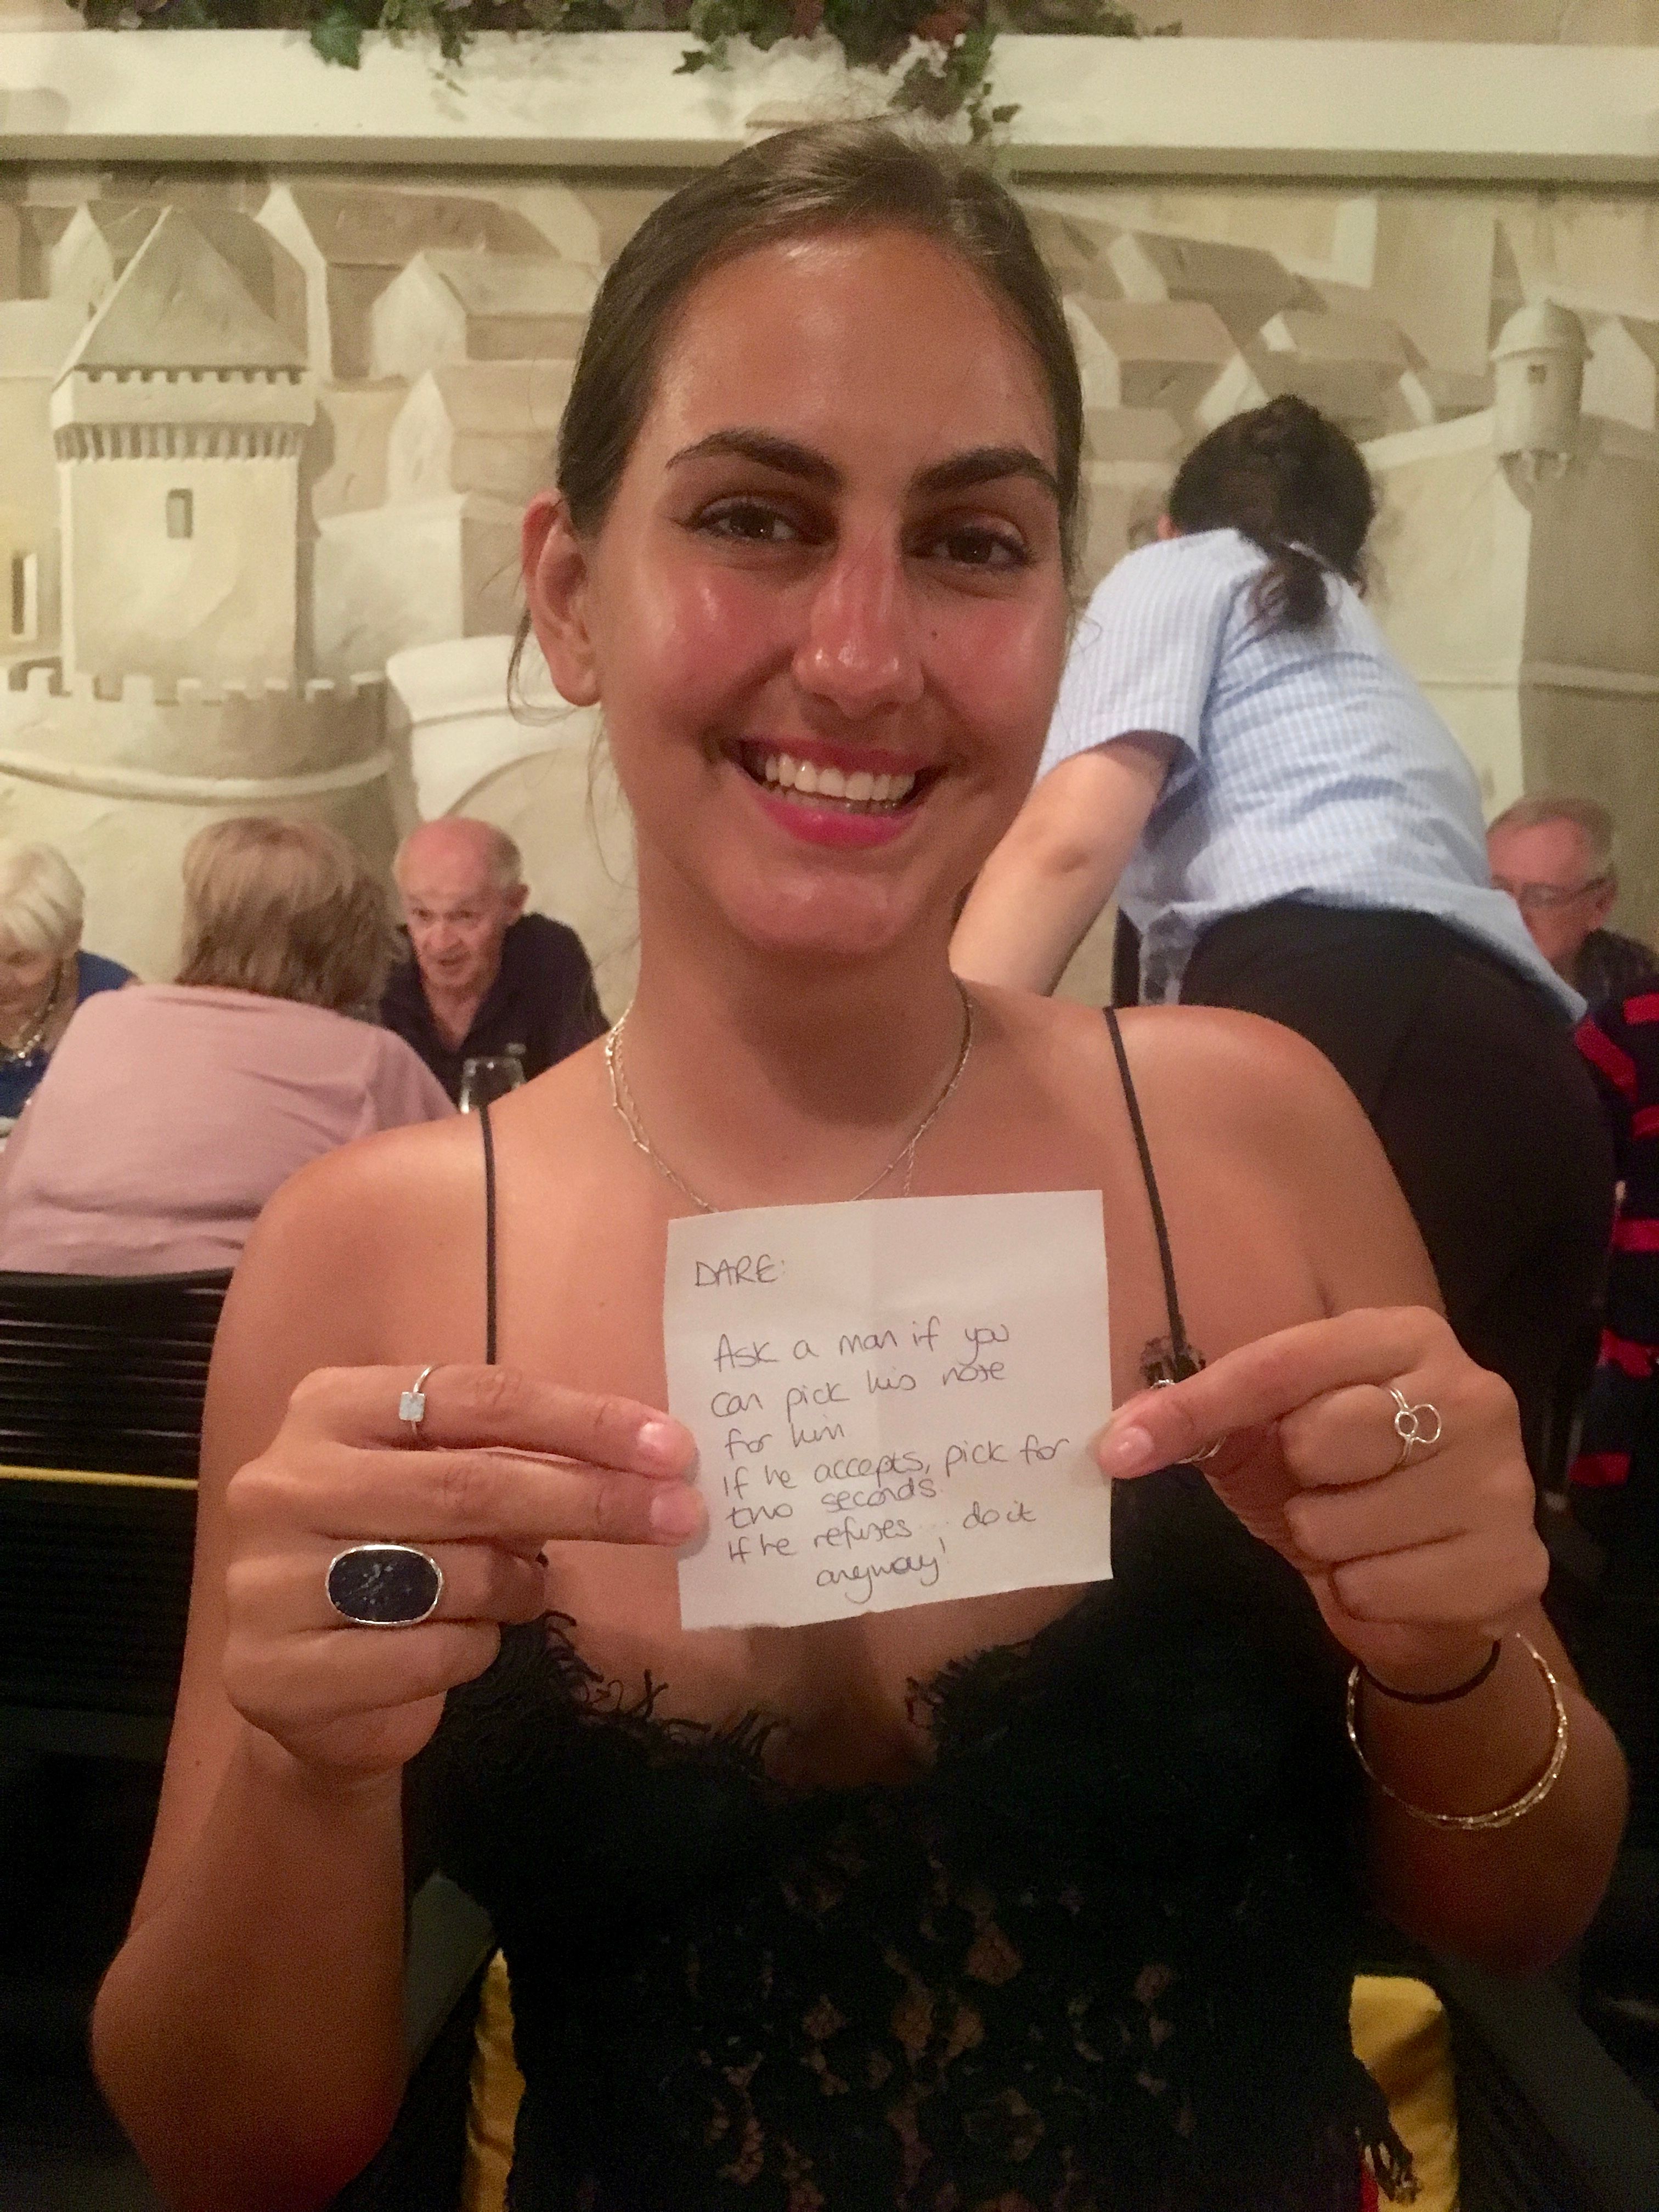 DARE:
Ask a man if you
can pick his nose
for him
If he accepts, pick for
two seconds.
If he refuses... do it
anyway!